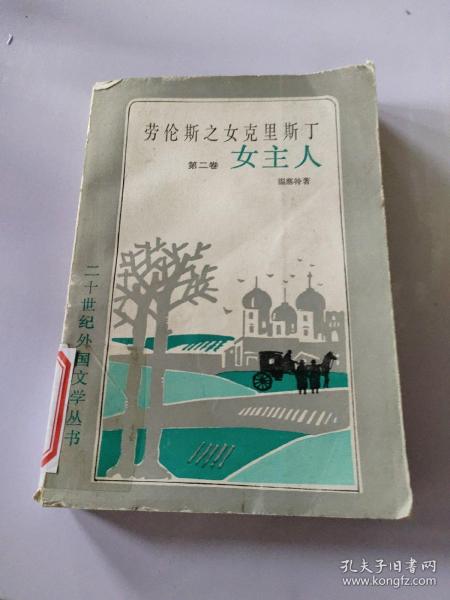 劳伦斯之女克里斯丁
第二卷 女主人
温塞特著
二十世纪外国文学丛书
孔夫子旧书网
www.kongfz.com